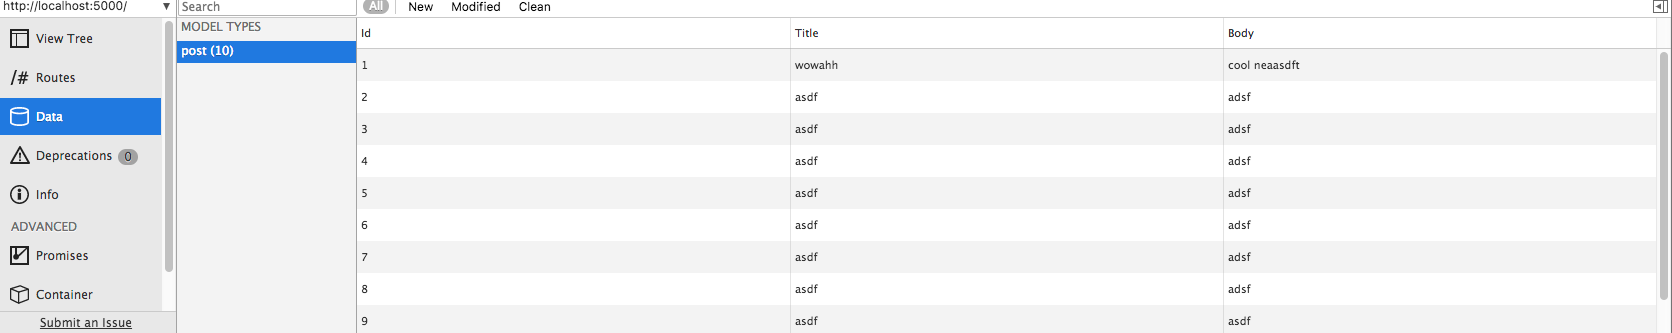 http://localhost:5000/ ▼ Search All New Modified Clean
View Tree
/# Routes
Data
Deprecations 0
Info
ADVANCED
Promises
Container
Submit an Issue
MODEL TYPES
post (10)
Id Title Body
1 wowahh cool neaasdft
2 asdf adsf
3 asdf adsf
4 asdf adsf
5 asdf adsf
6 asdf adsf
7 asdf adsf
8 asdf adsf
9 asdf asdf